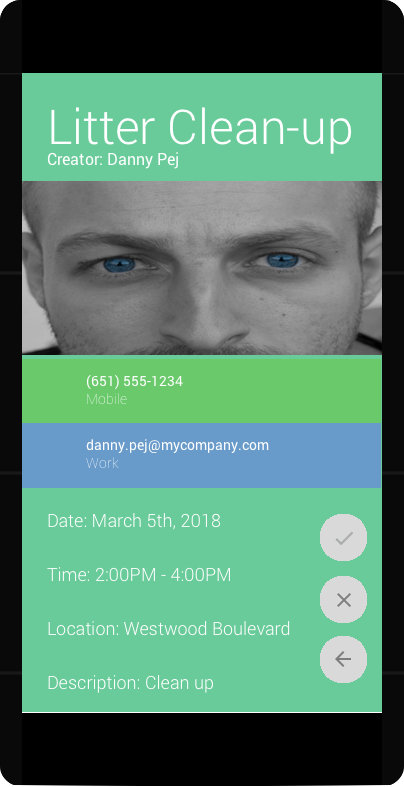 Litter Clean-up
Creator: Danny Pej
(651) 555-1234
Mobile
danny.pej@mycompany.com
Work
Date: March 5th, 2018
Time: 2:00PM - 4:00PM
Location: Westwood Boulevard
Description: Clean up